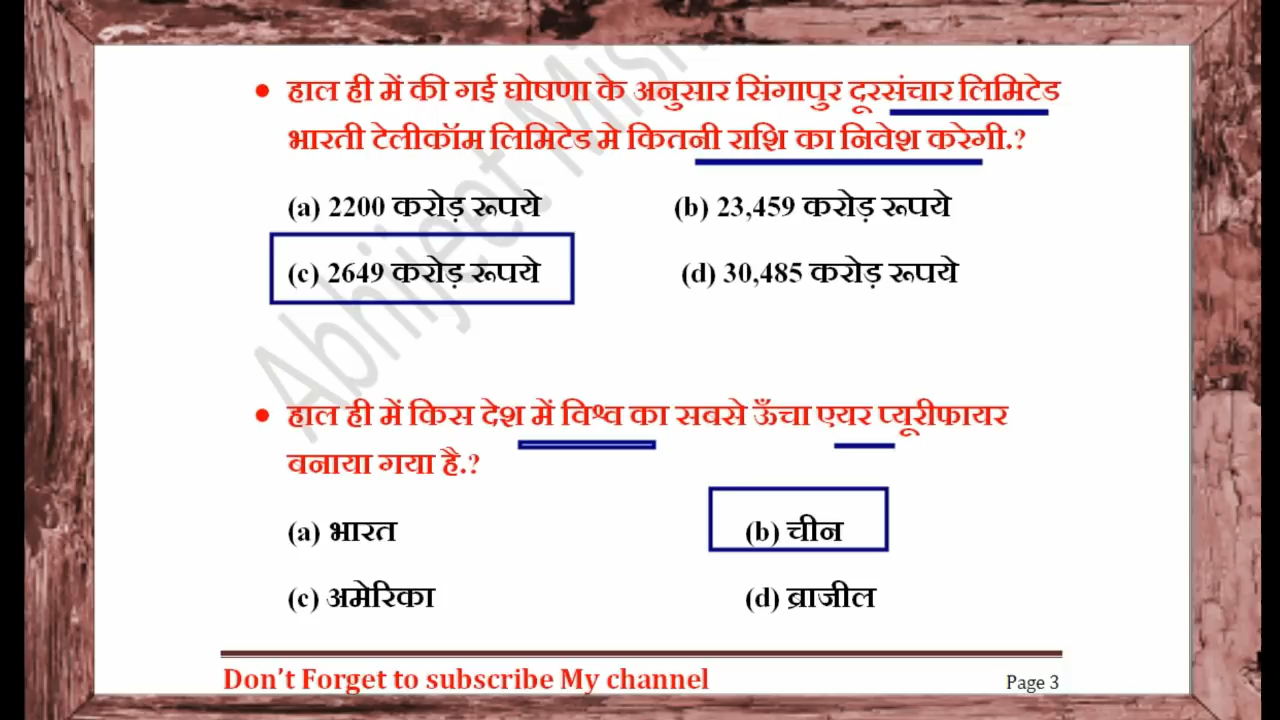 • हाल ही में की गई घोषणा के अनुसार सिंगापुर दूरसंचार लिमिटेड
भारती टेलीकॉम लिमिटेड मे कितनी राशि का निवेश करेगी.?
(a) 2200 करोड़ रूपये (b) 23,459 करोड़ रूपये
(c) 2649 करोड़ रूपये (d) 30,485 करोड़ रूपये
• हाल ही में किस देश में विश्व का सबसे ऊँचा एयर प्यूरीफायर
बनाया गया है.?
(a) भारत (b) चीन
(c) अमेरिका (d) ब्राजील
Don't Forget to subscribe My channel Page 3
Abhijeet